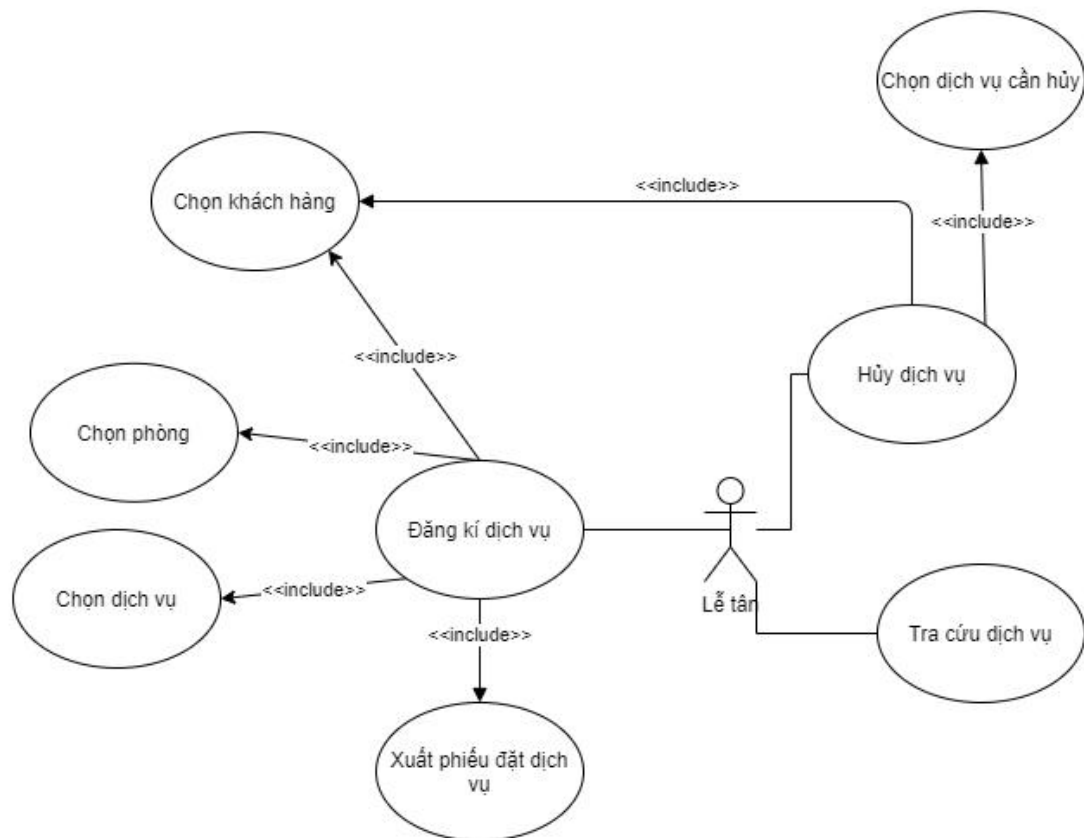 Chọn dịch vụ cần hủy
<<include>>
Chọn khách hàng
<<include>>
<<include>>
Hủy dịch vụ
Chọn phòng
<<include>>
Đăng kí dịch vụ
Chọn dịch vụ
<<include>>
Lễ tân
<<include>>
Tra cứu dịch vụ
Xuất phiếu đặt dịch
vụ